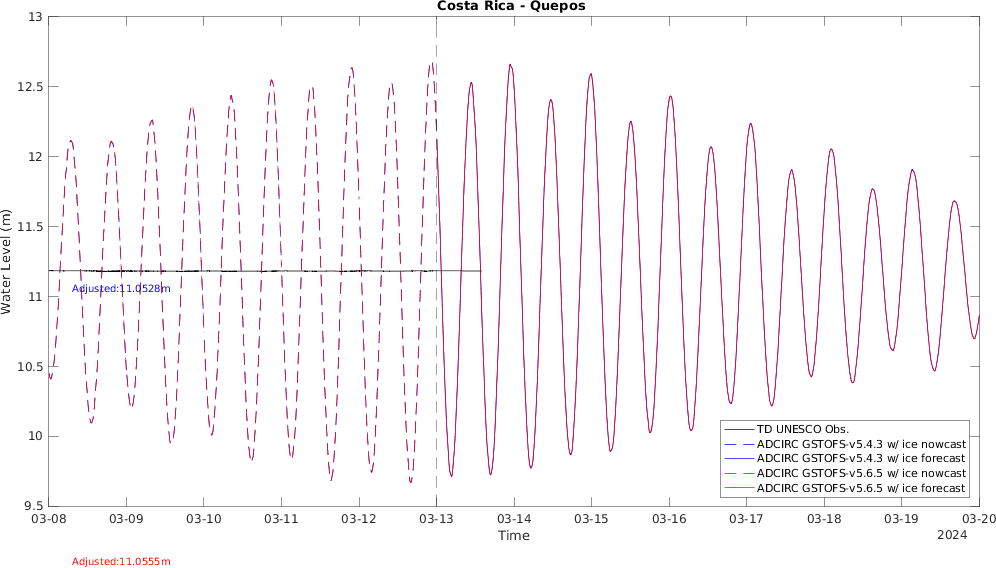 Costa Rica - Quepos
13
12.5
12
11.5
11
10.5
10
9.5
Water Level (m)
Adjusted:11.0528m
TD UNESCO Obs.
ADCIRC GSTOFS-v5.4.3 w/ ice nowcast
ADCIRC GSTOFS-v5.4.3 w/ ice forecast
ADCIRC GSTOFS-v5.6.5 w/ ice nowcast
ADCIRC GSTOFS-v5.6.5 w/ ice forecast
03-08 03-09 03-10 03-11 03-12 03-13 03-14 03-15 03-16 03-17 03-18 03-19 03-20
Time
2024
Adjusted:11.0555m